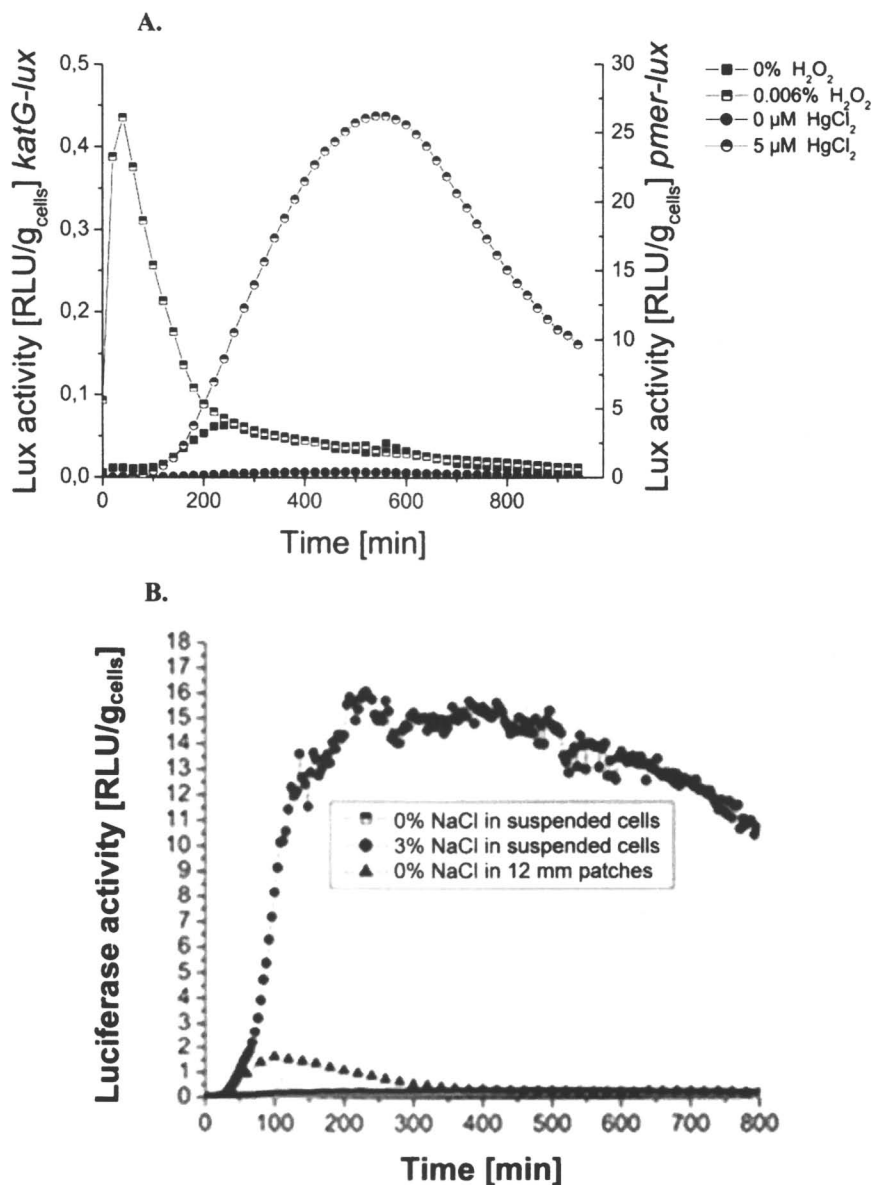 A.
0,5
0,4
0,3
0,2
0,1
0,0
Lux activity [RLU/g_cells] katG-lux
30
25
20
15
10
5
0
Lux activity [RLU/g_cells] pmer-lux
0% H₂O₂
0.006% H₂O₂
0 µM HgCl₂
5 µM HgCl₂
0 200 400 600 800
Time [min]
B.
18
17
16
15
14
13
12
11
10
9
8
7
6
5
4
3
2
1
0
Luciferase activity [RLU/g_cells]
0% NaCl in suspended cells
3% NaCl in suspended cells
0% NaCl in 12 mm patches
0 100 200 300 400 500 600 700 800
Time [min]